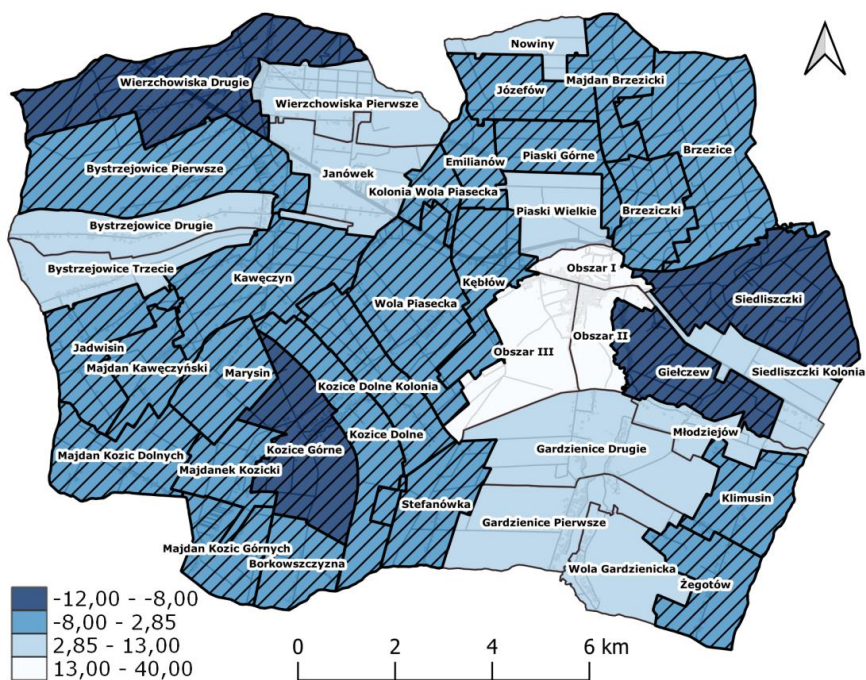 Nowiny
Wierzchowiska Drugie
Majdan Brzezicki
Józefów
Wierzchowiska Pierwsze
Brzezice
Emilianów
Piaski Górne
Bystrzejowice Pierwsze
Janówek
Kolonia Wola Piasecka
Piaski Wielkie
Brzeziczki
Bystrzejowice Drugie
Bystrzejowice Trzecie
Obszar I
Kawęczyn
Kębłów
Wola Piasecka
Siedliszczki
Obszar II
Jadwisin
Obszar III
Majdan Kawęczyński
Marysin
Giełczew
Siedliszczki Kolonia
Kozice Dolne Kolonia
Młodziejów
Kozice Dolne
Kozice Górne
Gardzienice Drugie
Majdan Kozic Dolnych
Majdanek Kozicki
Klimusin
Stefanówka
Gardzienice Pierwsze
Majdan Kozic Górnych
Borkowszczyzna
Wola Gardzienicka
Żegotów
-12,00 - -8,00
-8,00 - 2,85
2,85 - 13,00
13,00 - 40,00
0 2 4 6 km